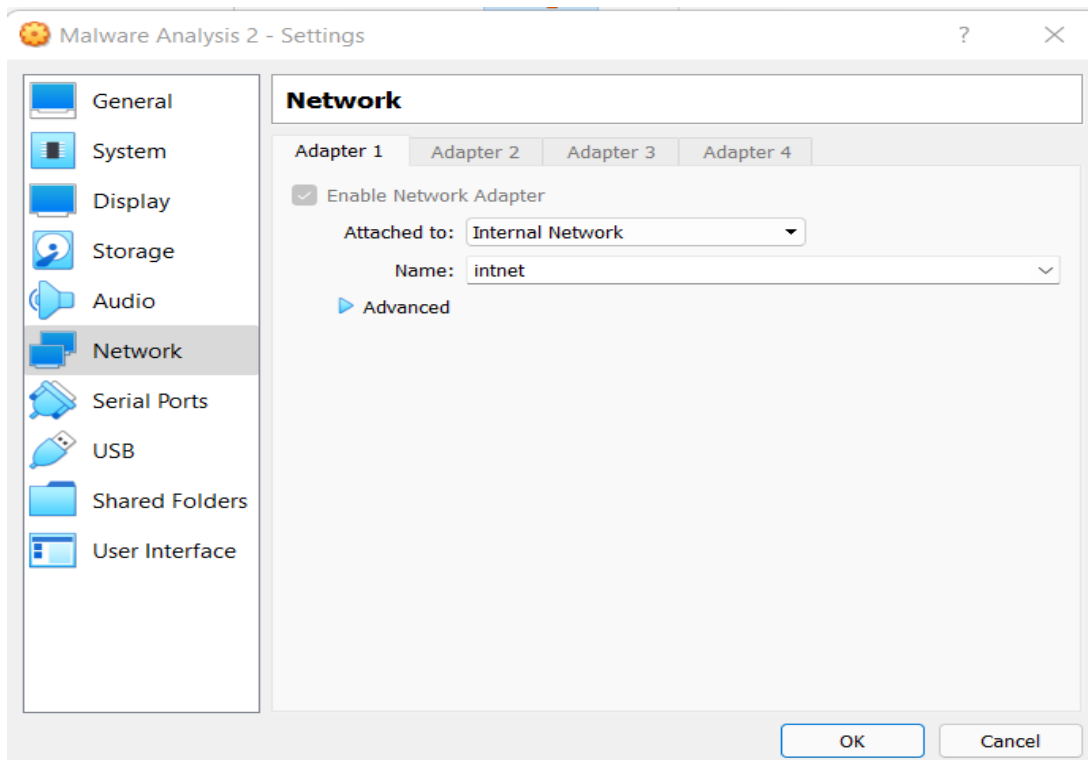 Malware Analysis 2 - Settings
?
General
System
Display
Storage
Audio
Network
Serial Ports
USB
Shared Folders
User Interface
Network
Adapter 1 Adapter 2 Adapter 3 Adapter 4
Enable Network Adapter
Attached to: Internal Network
Name: intnet
Advanced
OK Cancel